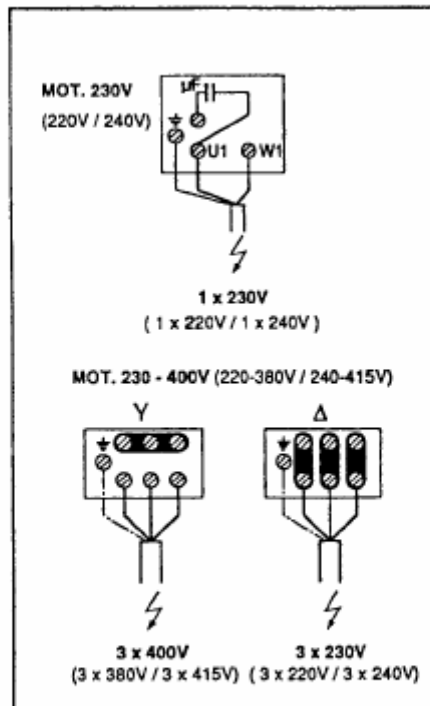 µF
MOT. 230V
(220V / 240V)
U1 W1
1 x 230V
( 1 x 220V / 1 x 240V )
MOT. 230 - 400V (220-380V / 240-415V)
Y Δ
3 x 400V 3 x 230V
(3 x 380V / 3 x 415V) ( 3 x 220V / 3 x 240V)